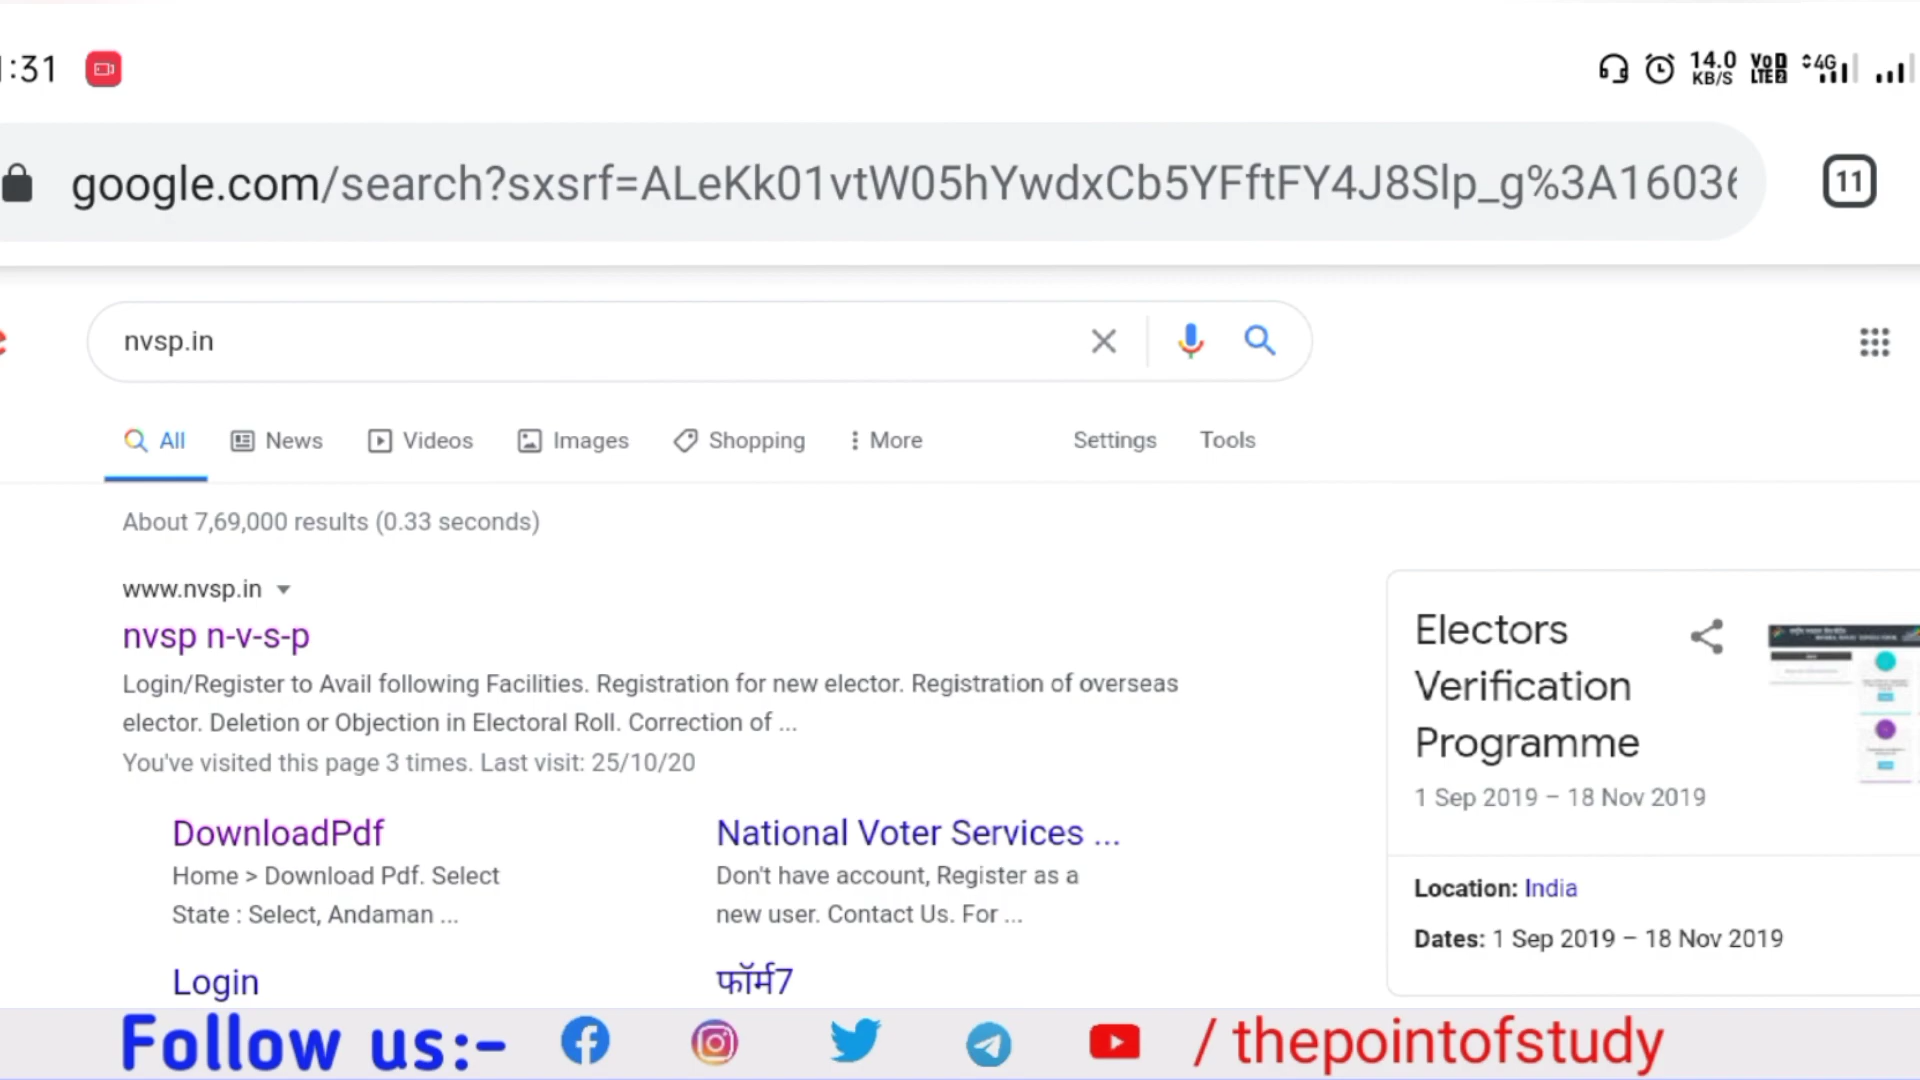 :31
14.0
KB/S
VoD
LTE2
4G
google.com/search?sxsrf=ALeKk01vtW05hYwdxCb5YFftFY4J8Slp_g%3A1603
11
nvsp.in
All
News
Videos
Images
Shopping
More
Settings
Tools
About 7,69,000 results (0.33 seconds)
www.nvsp.in
nvsp n-v-s-p
Login/Register to Avail following Facilities. Registration for new elector. Registration of overseas
elector. Deletion or Objection in Electoral Roll. Correction of ...
You've visited this page 3 times. Last visit: 25/10/20
DownloadPdf
Home > Download Pdf. Select
State : Select, Andaman ...
National Voter Services ...
Don't have account, Register as a
new user. Contact Us. For ...
Login
फॉर्म7
Electors
Verification
Programme
1 Sep 2019 – 18 Nov 2019
Location: India
Dates: 1 Sep 2019 – 18 Nov 2019
Follow us:-
/ thepointofstudy